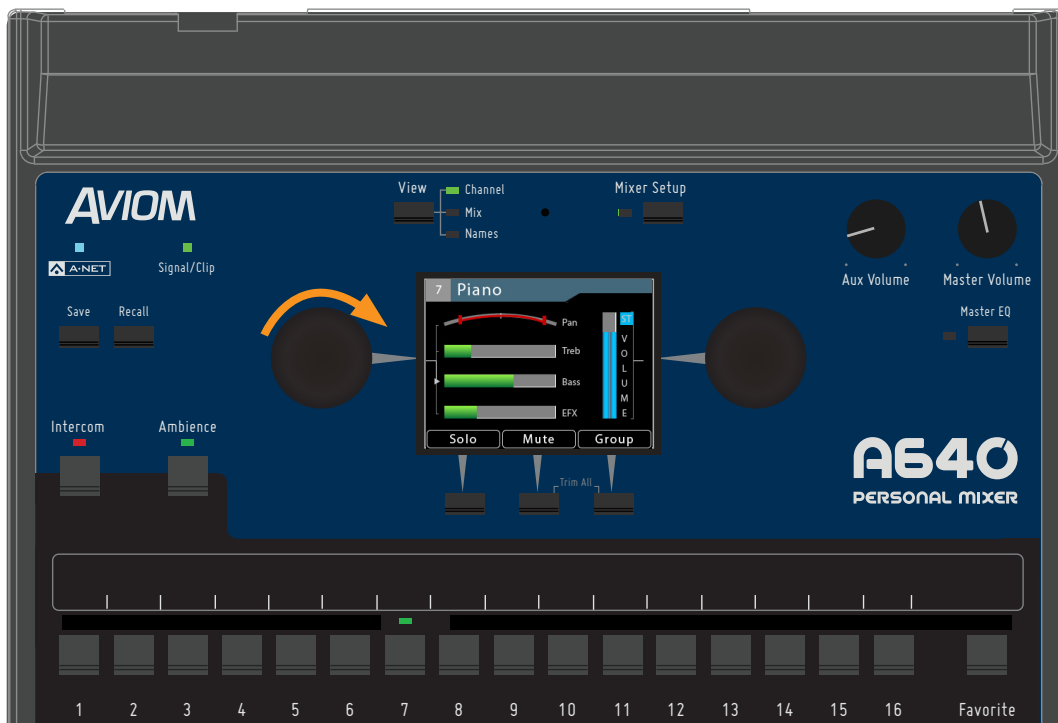 AVIOM
A-NET
Signal/Clip
Save
Recall
Intercom
Ambience
View
Channel
Mix
Names
Mixer Setup
Aux Volume
Master Volume
Master EQ
7 Piano
Pan
Treb
Bass
EFX
ST
VOLUME
Solo
Mute
Group
Trim All
A640
PERSONAL MIXER
1 2 3 4 5 6 7 8 9 10 11 12 13 14 15 16 Favorite